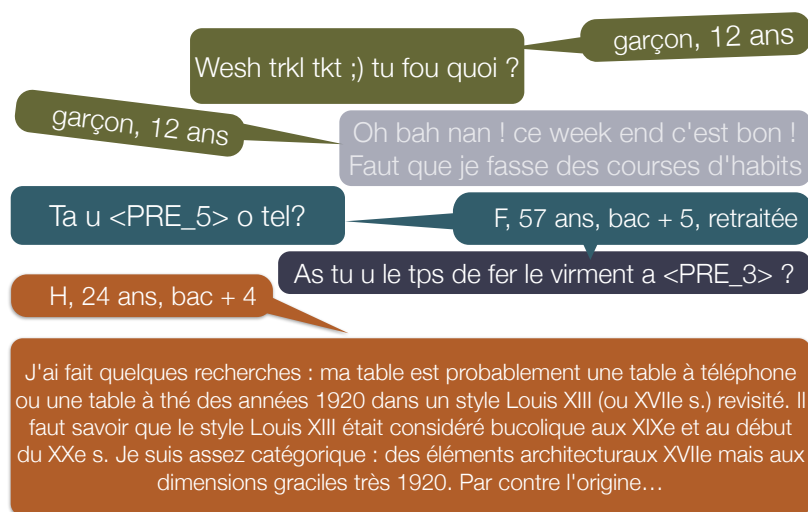 garçon, 12 ans
Wesh trkl tkt ;) tu fou quoi ?
garçon, 12 ans
Oh bah nan ! ce week end c'est bon !
Faut que je fasse des courses d'habits
Ta u <PRE_5> o tel?
F, 57 ans, bac + 5, retraitée
As tu u le tps de fer le virment a <PRE_3> ?
H, 24 ans, bac + 4
J'ai fait quelques recherches : ma table est probablement une table à téléphone
ou une table à thé des années 1920 dans un style Louis XIII (ou XVIIe s.) revisité. Il
faut savoir que le style Louis XIII était considéré bucolique aux XIXe et au début
du XXe s. Je suis assez catégorique : des éléments architecturaux XVIIe mais aux
dimensions graciles très 1920. Par contre l'origine…